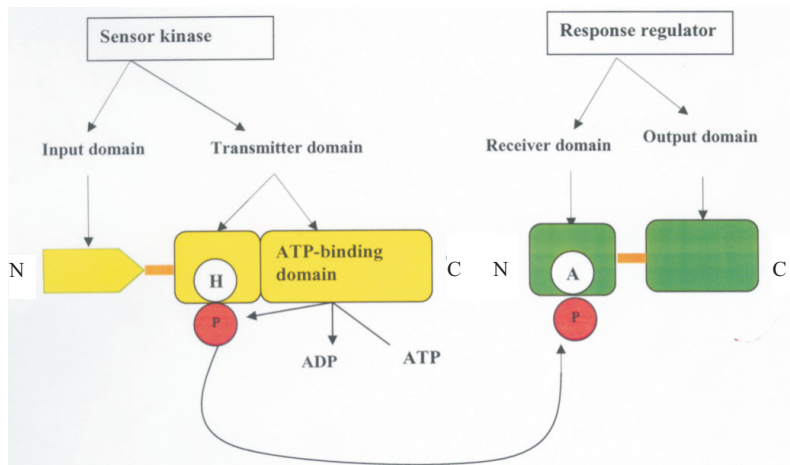 Sensor kinase
Response regulator
Input domain
Transmitter domain
Receiver domain
Output domain
N
H
ATP-binding
domain
C
N
A
C
P
P
ADP
ATP